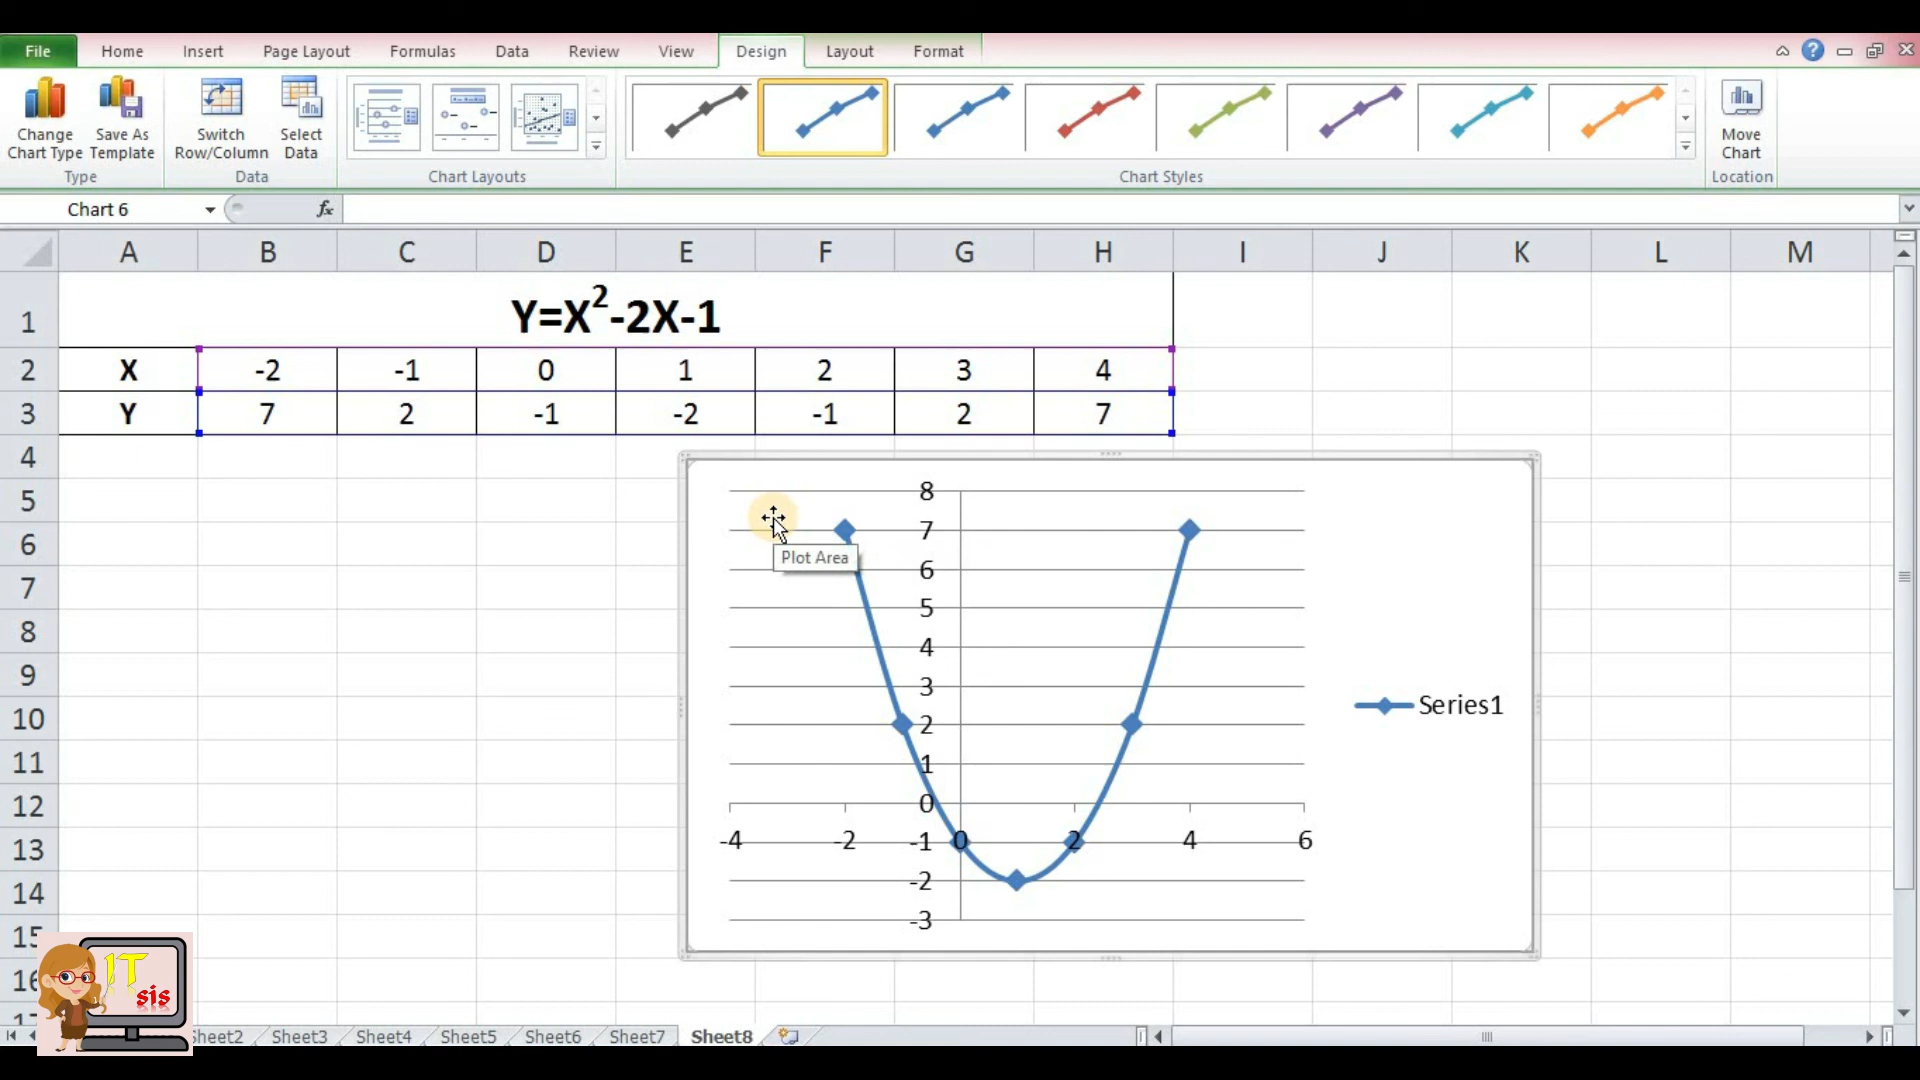 File Home Insert Page Layout Formulas Data Review View Design Layout Format
Change Chart Type
Save As Template
Switch Row/Column
Select Data
Move Chart
Type Data Chart Layouts Chart Styles Location
Chart 6 fx
A B C D E F G H I J K L M
1 Y=X²-2X-1
2 X -2 -1 0 1 2 3 4
3 Y 7 2 -1 -2 -1 2 7
4
5
6
7
8
9
10
11
12
13
14
15
16
8
7
Plot Area
6
5
4
3
2
Series1
1
0
-4 -2 0 2 4 6
-1
-2
-3
IT
sis
Sheet3 Sheet4 Sheet5 Sheet6 Sheet7 Sheet8